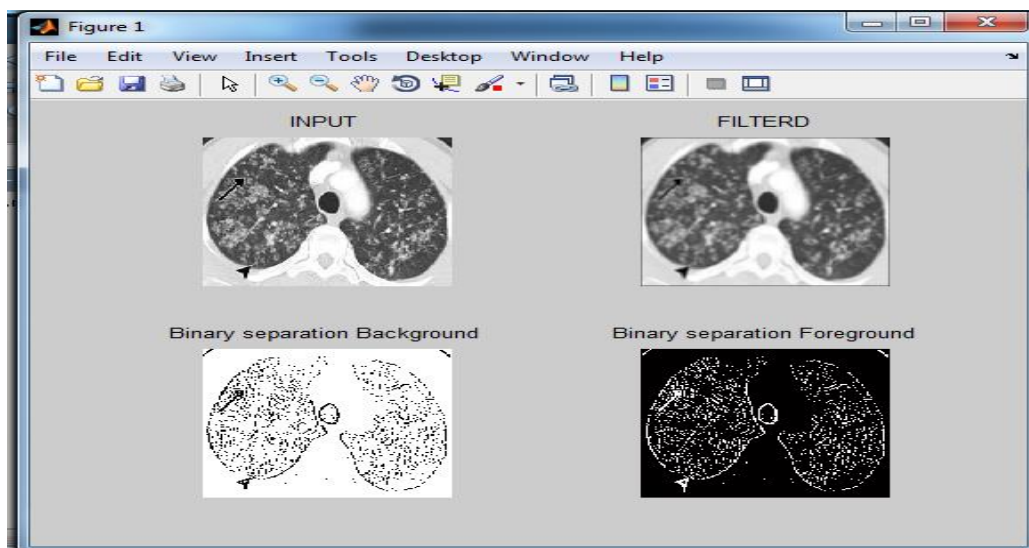 Figure 1
File Edit View Insert Tools Desktop Window Help
INPUT
FILTERD
Binary separation Background
Binary separation Foreground